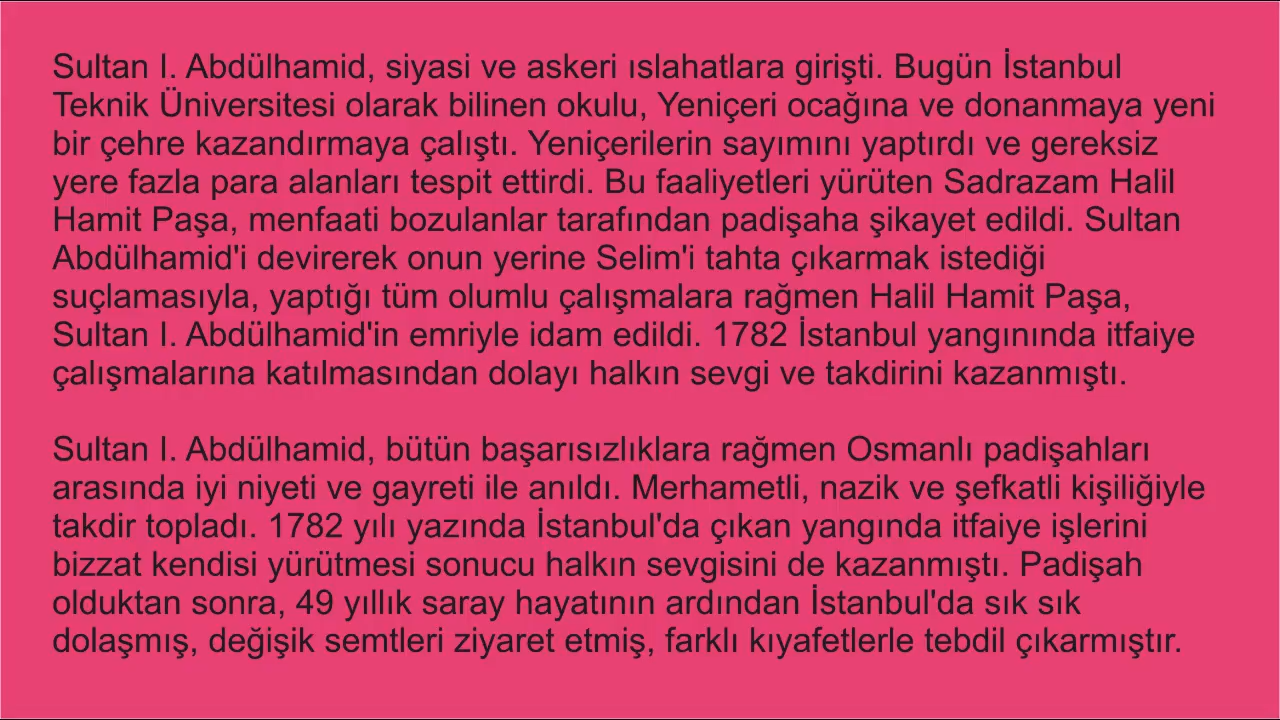 Sultan I. Abdülhamid, siyasi ve askeri ıslahatlara girişti. Bugün İstanbul
Teknik Üniversitesi olarak bilinen okulu, Yeniçeri ocağına ve donanmaya yeni
bir çehre kazandırmaya çalıştı. Yeniçerilerin sayımını yaptırdı ve gereksiz
yere fazla para alanları tespit ettirdi. Bu faaliyetleri yürüten Sadrazam Halil
Hamit Paşa, menfaati bozulanlar tarafından padişaha şikayet edildi. Sultan
Abdülhamid'i devirerek onun yerine Selim'i tahta çıkarmak istediği
suçlamasıyla, yaptığı tüm olumlu çalışmalara rağmen Halil Hamit Paşa,
Sultan I. Abdülhamid'in emriyle idam edildi. 1782 İstanbul yangınında itfaiye
çalışmalarına katılmasından dolayı halkın sevgi ve takdirini kazanmıştı.

Sultan I. Abdülhamid, bütün başarısızlıklara rağmen Osmanlı padişahları
arasında iyi niyeti ve gayreti ile anıldı. Merhametli, nazik ve şefkatli kişiliğiyle
takdir topladı. 1782 yılı yazında İstanbul'da çıkan yangında itfaiye işlerini
bizzat kendisi yürütmesi sonucu halkın sevgisini de kazanmıştı. Padişah
olduktan sonra, 49 yıllık saray hayatının ardından İstanbul'da sık sık
dolaşmış, değişik semtleri ziyaret etmiş, farklı kıyafetlerle tebdil çıkarmıştır.